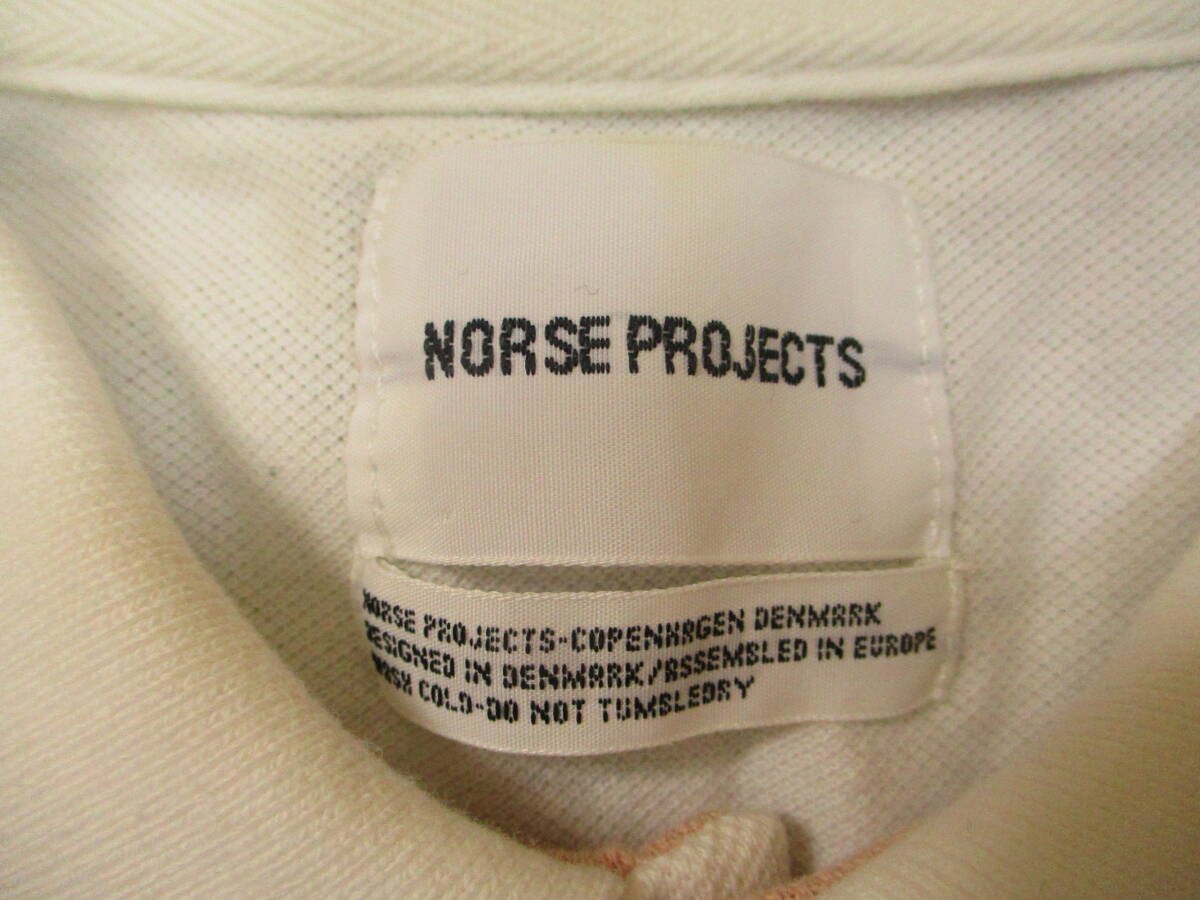 NORSE PROJECTS
NORSE PROJECTS-COPENHAGEN DENMARK
DESIGNED IN DENMARK/ASSEMBLED IN EUROPE
WASH COLD-DO NOT TUMBLEDRY